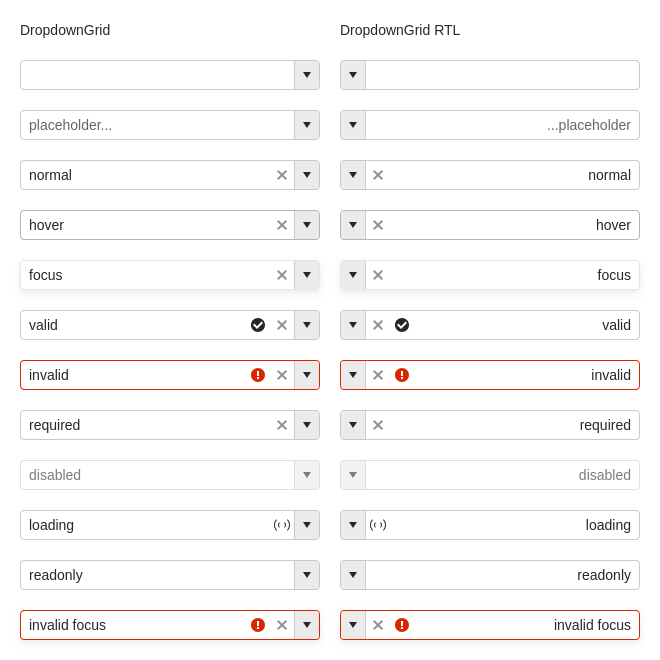 DropdownGrid
DropdownGrid RTL
placeholder...
...placeholder
normal
normal
hover
hover
focus
focus
valid
valid
invalid
invalid
required
required
disabled
disabled
loading
loading
readonly
readonly
invalid focus
invalid focus